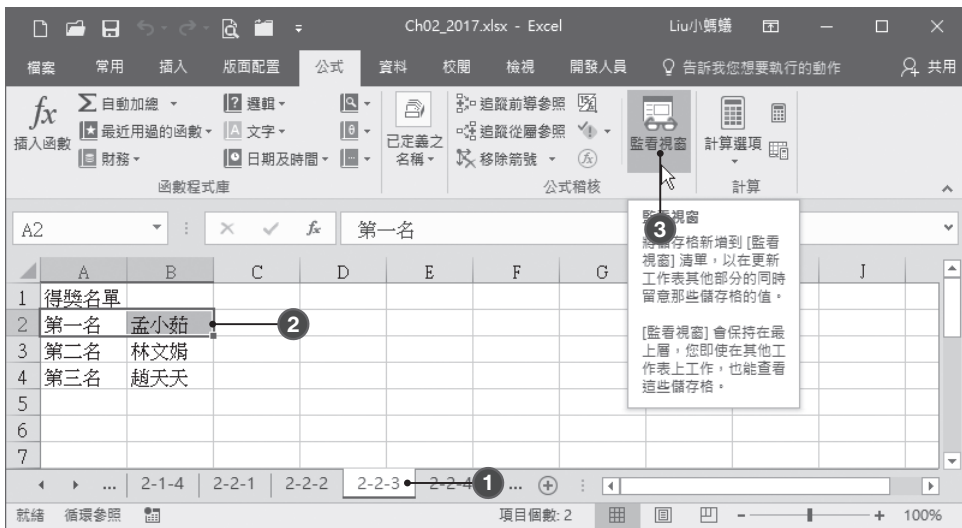 Ch02_2017.xlsx - Excel
Liu小螞蟻
檔案 常用 插入 版面配置 公式 資料 校閱 檢視 開發人員 告訴我您想要執行的動作 共用
fx 插入函數
Σ 自動加總
最近用過的函數
財務
邏輯
文字
日期及時間
函數程式庫
已定義之名稱
追蹤前導參照
追蹤從屬參照
移除箭號
公式稽核
監看視窗
計算選項
計算
A2 fx 第一名
A B C D E F G J
1 得獎名單
2 第一名 孟小茹
3 第二名 林文娟
4 第三名 趙天天
5
6
7
2
3
視窗
儲存格新增到 [監看
視窗] 清單,以在更新
工作表其他部分的同時
留意那些儲存格的值。
[監看視窗] 會保持在最
上層,您即使在其他工
作表上工作,也能查看
這些儲存格。
... 2-1-4 2-2-1 2-2-2 2-2-3 2-2-4 1 ...
就緒 循環參照 項目個數: 2 100%